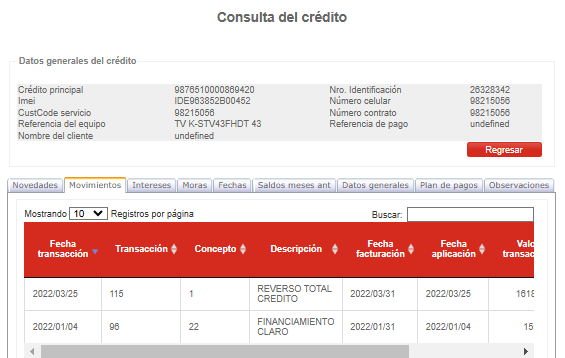 Consulta del crédito
Datos generales del crédito
Crédito principal 9876510000869420 Nro. Identificación 26328342
Imei IDE963852B00452 Número celular 98215056
CustCode servicio 98215056 Número contrato 98215056
Referencia del equipo TV K-STV43FHDT 43 Referencia de pago undefined
Nombre del cliente undefined
Regresar
Novedades Movimientos Intereses Moras Fechas Saldos meses ant Datos generales Plan de pagos Observaciones
Mostrando 10 Registros por página Buscar:
Fecha transacción Transacción Concepto Descripción Fecha facturación Fecha aplicación Valo transac
2022/03/25 115 1 REVERSO TOTAL CREDITO 2022/03/31 2022/03/25 1618
2022/01/04 96 22 FINANCIAMIENTO CLARO 2022/01/31 2022/01/04 15